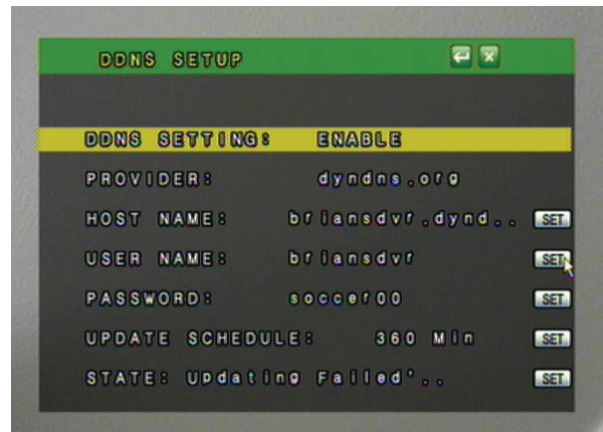 DDNS SETUP
DDNS SETTING: ENABLE
PROVIDER: dyndns.org
HOST NAME: briansdvr.dynd.. SET
USER NAME: briansdvr SET
PASSWORD: soccer00 SET
UPDATE SCHEDULE: 360 Min SET
STATE: Updating Failed'.. SET